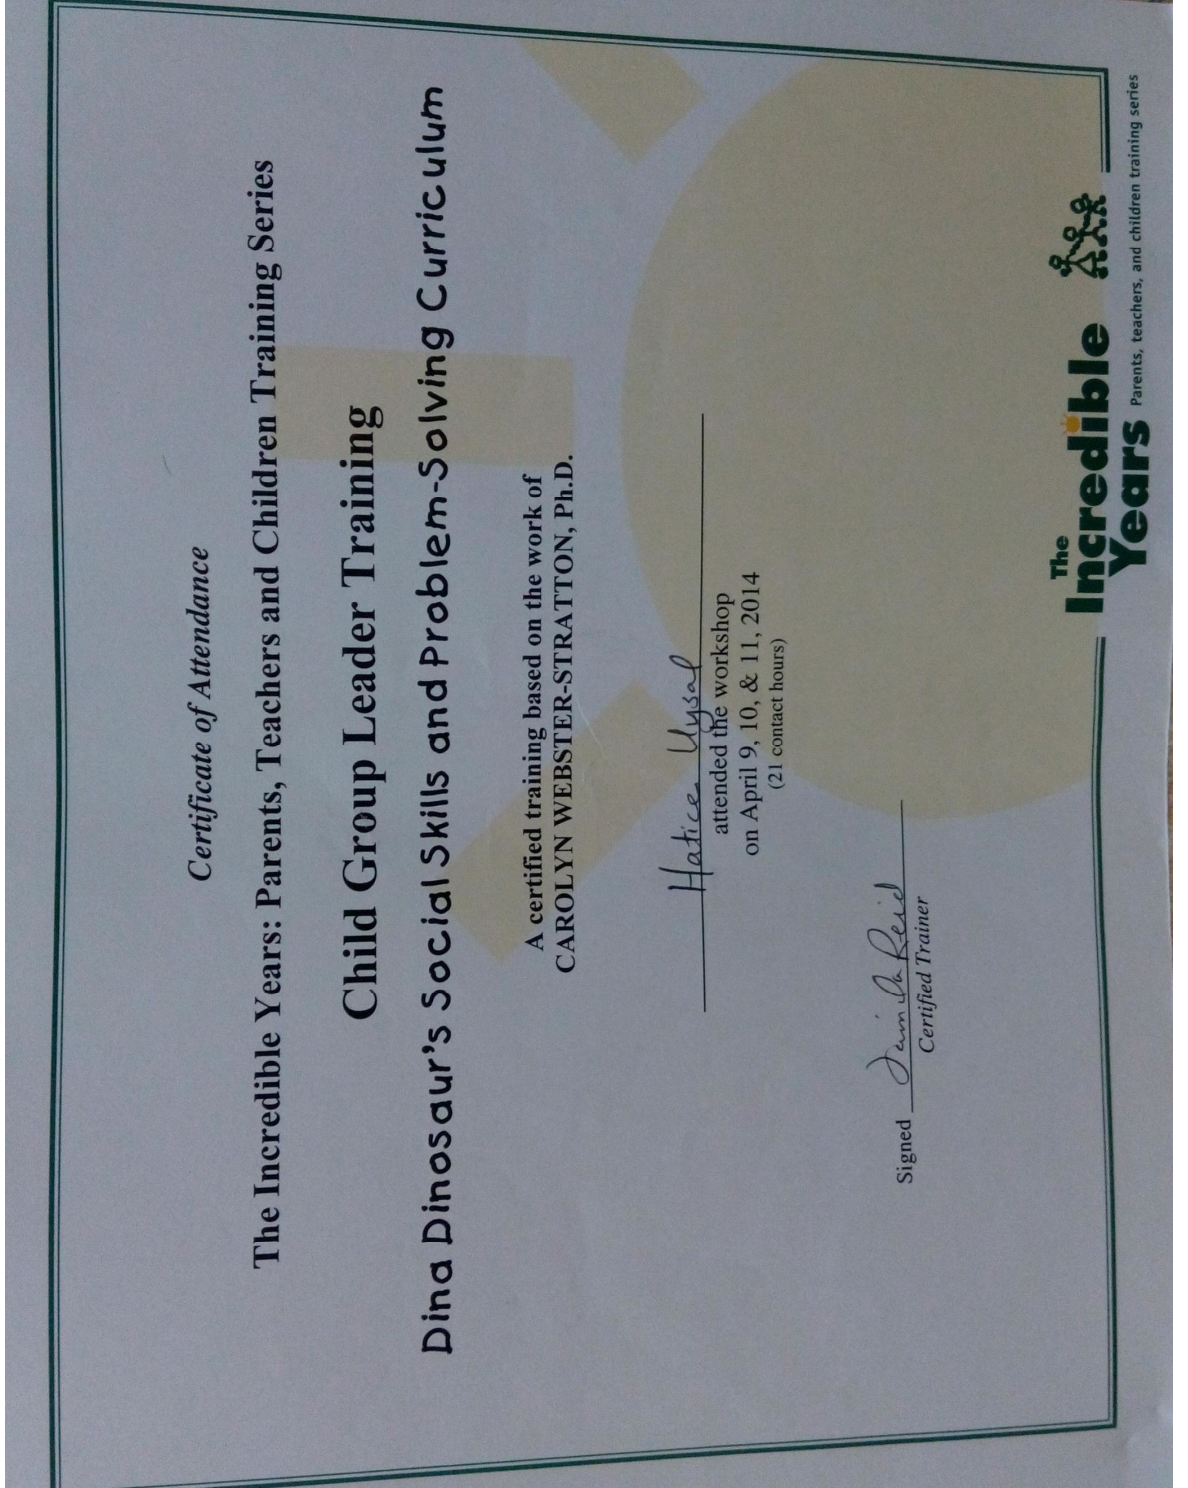 Certificate of Attendance
The Incredible Years: Parents, Teachers and Children Training Series
Child Group Leader Training
Dina Dinosaur's Social Skills and Problem-Solving Curriculum
A certified training based on the work of
CAROLYN WEBSTER-STRATTON, Ph.D.
Hatice Uysal
attended the workshop
on April 9, 10, & 11, 2014
(21 contact hours)
Signed Jamila Reid
Certified Trainer
The
Incredible
Years Parents, teachers, and children training series